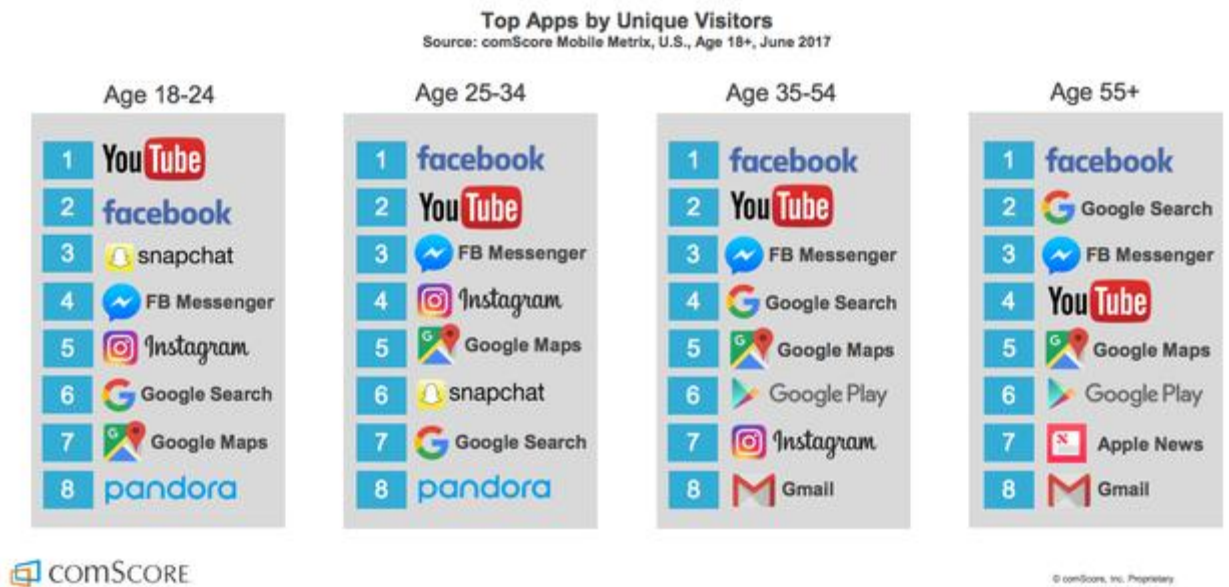 Top Apps by Unique Visitors
Source: comScore Mobile Metrix, U.S., Age 18+, June 2017
Age 18-24
1 YouTube
2 facebook
3 snapchat
4 FB Messenger
5 Instagram
6 Google Search
7 Google Maps
8 pandora
Age 25-34
1 facebook
2 YouTube
3 FB Messenger
4 Instagram
5 Google Maps
6 snapchat
7 Google Search
8 pandora
Age 35-54
1 facebook
2 YouTube
3 FB Messenger
4 Google Search
5 Google Maps
6 Google Play
7 Instagram
8 Gmail
Age 55+
1 facebook
2 Google Search
3 FB Messenger
4 YouTube
5 Google Maps
6 Google Play
7 Apple News
8 Gmail
comScore
© comScore, Inc. Proprietary